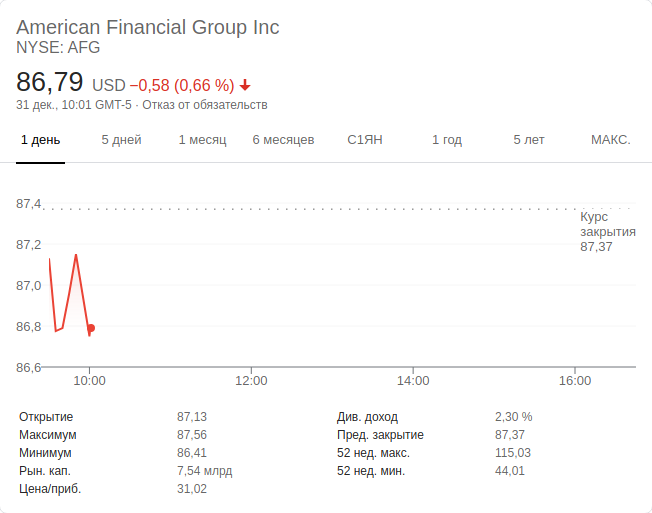 American Financial Group Inc
NYSE: AFG
86,79 USD −0,58 (0,66 %)
31 дек., 10:01 GMT-5 · Отказ от обязательств
1 день 5 дней 1 месяц 6 месяцев С1ЯН 1 год 5 лет МАКС.
87,4
Курс
закрытия
87,37
87,2
87,0
86,8
86,6
10:00 12:00 14:00 16:00
Открытие 87,13 Див. доход 2,30 %
Максимум 87,56 Пред. закрытие 87,37
Минимум 86,41 52 нед. макс. 115,03
Рын. кап. 7,54 млрд 52 нед. мин. 44,01
Цена/приб. 31,02